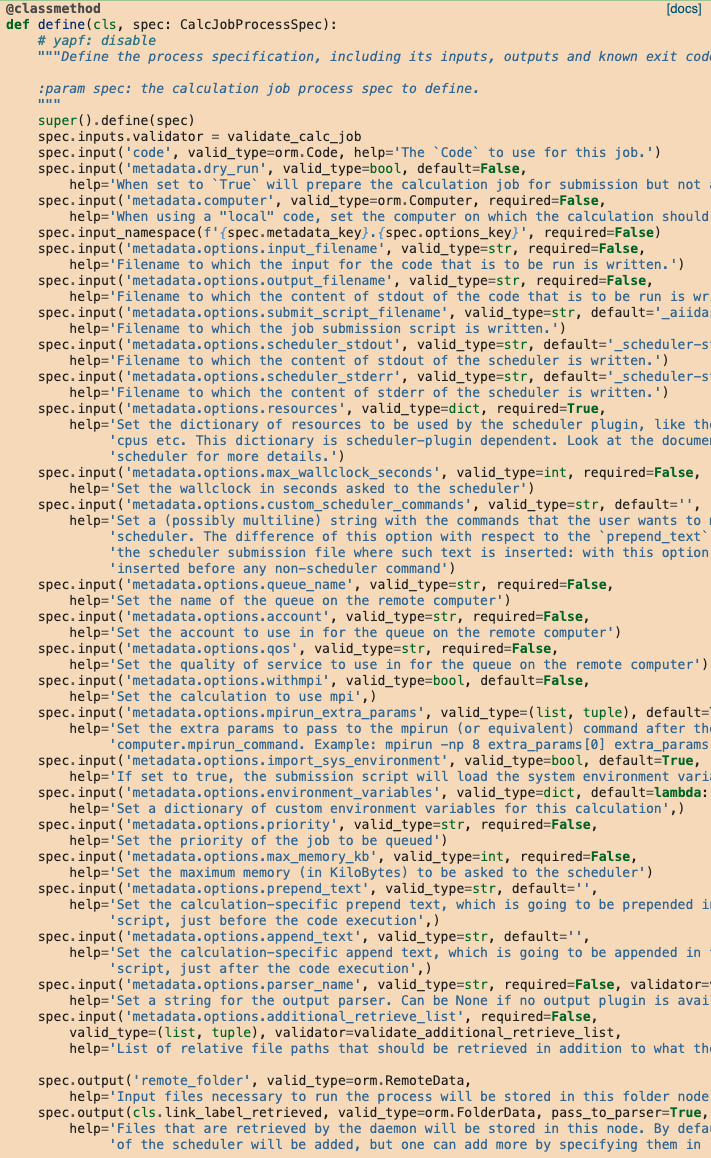 @classmethod [docs]
def define(cls, spec: CalcJobProcessSpec):
    # yapf: disable
    """Define the process specification, including its inputs, outputs and known exit cod

    :param spec: the calculation job process spec to define.
    """
    super().define(spec)
    spec.inputs.validator = validate_calc_job
    spec.input('code', valid_type=orm.Code, help='The `Code` to use for this job.')
    spec.input('metadata.dry_run', valid_type=bool, default=False,
        help='When set to `True` will prepare the calculation job for submission but not a
    spec.input('metadata.computer', valid_type=orm.Computer, required=False,
        help='When using a "local" code, set the computer on which the calculation should
    spec.input_namespace(f'{spec.metadata_key}.{spec.options_key}', required=False)
    spec.input('metadata.options.input_filename', valid_type=str, required=False,
        help='Filename to which the input for the code that is to be run is written.')
    spec.input('metadata.options.output_filename', valid_type=str, required=False,
        help='Filename to which the content of stdout of the code that is to be run is wr
    spec.input('metadata.options.submit_script_filename', valid_type=str, default='_aiidas
        help='Filename to which the job submission script is written.')
    spec.input('metadata.options.scheduler_stdout', valid_type=str, default='_scheduler-st
        help='Filename to which the content of stdout of the scheduler is written.')
    spec.input('metadata.options.scheduler_stderr', valid_type=str, default='_scheduler-st
        help='Filename to which the content of stderr of the scheduler is written.')
    spec.input('metadata.options.resources', valid_type=dict, required=True,
        help='Set the dictionary of resources to be used by the scheduler plugin, like the
             'cpus etc. This dictionary is scheduler-plugin dependent. Look at the docume
             'scheduler for more details.')
    spec.input('metadata.options.max_wallclock_seconds', valid_type=int, required=False,
        help='Set the wallclock in seconds asked to the scheduler')
    spec.input('metadata.options.custom_scheduler_commands', valid_type=str, default='',
        help='Set a (possibly multiline) string with the commands that the user wants to m
             'scheduler. The difference of this option with respect to the `prepend_text`
             'the scheduler submission file where such text is inserted: with this option
             'inserted before any non-scheduler command')
    spec.input('metadata.options.queue_name', valid_type=str, required=False,
        help='Set the name of the queue on the remote computer')
    spec.input('metadata.options.account', valid_type=str, required=False,
        help='Set the account to use in for the queue on the remote computer')
    spec.input('metadata.options.qos', valid_type=str, required=False,
        help='Set the quality of service to use in for the queue on the remote computer')
    spec.input('metadata.options.withmpi', valid_type=bool, default=False,
        help='Set the calculation to use mpi',)
    spec.input('metadata.options.mpirun_extra_params', valid_type=(list, tuple), default=
        help='Set the extra params to pass to the mpirun (or equivalent) command after the
             'computer.mpirun_command. Example: mpirun -np 8 extra_params[0] extra_params
    spec.input('metadata.options.import_sys_environment', valid_type=bool, default=True,
        help='If set to true, the submission script will load the system environment varia
    spec.input('metadata.options.environment_variables', valid_type=dict, default=lambda:
        help='Set a dictionary of custom environment variables for this calculation',)
    spec.input('metadata.options.priority', valid_type=str, required=False,
        help='Set the priority of the job to be queued')
    spec.input('metadata.options.max_memory_kb', valid_type=int, required=False,
        help='Set the maximum memory (in KiloBytes) to be asked to the scheduler')
    spec.input('metadata.options.prepend_text', valid_type=str, default='',
        help='Set the calculation-specific prepend text, which is going to be prepended in
             'script, just before the code execution',)
    spec.input('metadata.options.append_text', valid_type=str, default='',
        help='Set the calculation-specific append text, which is going to be appended in
             'script, just after the code execution',)
    spec.input('metadata.options.parser_name', valid_type=str, required=False, validator=
        help='Set a string for the output parser. Can be None if no output plugin is avai
    spec.input('metadata.options.additional_retrieve_list', required=False,
        valid_type=(list, tuple), validator=validate_additional_retrieve_list,
        help='List of relative file paths that should be retrieved in addition to what the

    spec.output('remote_folder', valid_type=orm.RemoteData,
        help='Input files necessary to run the process will be stored in this folder node
    spec.output(cls.link_label_retrieved, valid_type=orm.FolderData, pass_to_parser=True,
        help='Files that are retrieved by the daemon will be stored in this node. By defa
             'of the scheduler will be added, but one can add more by specifying them in